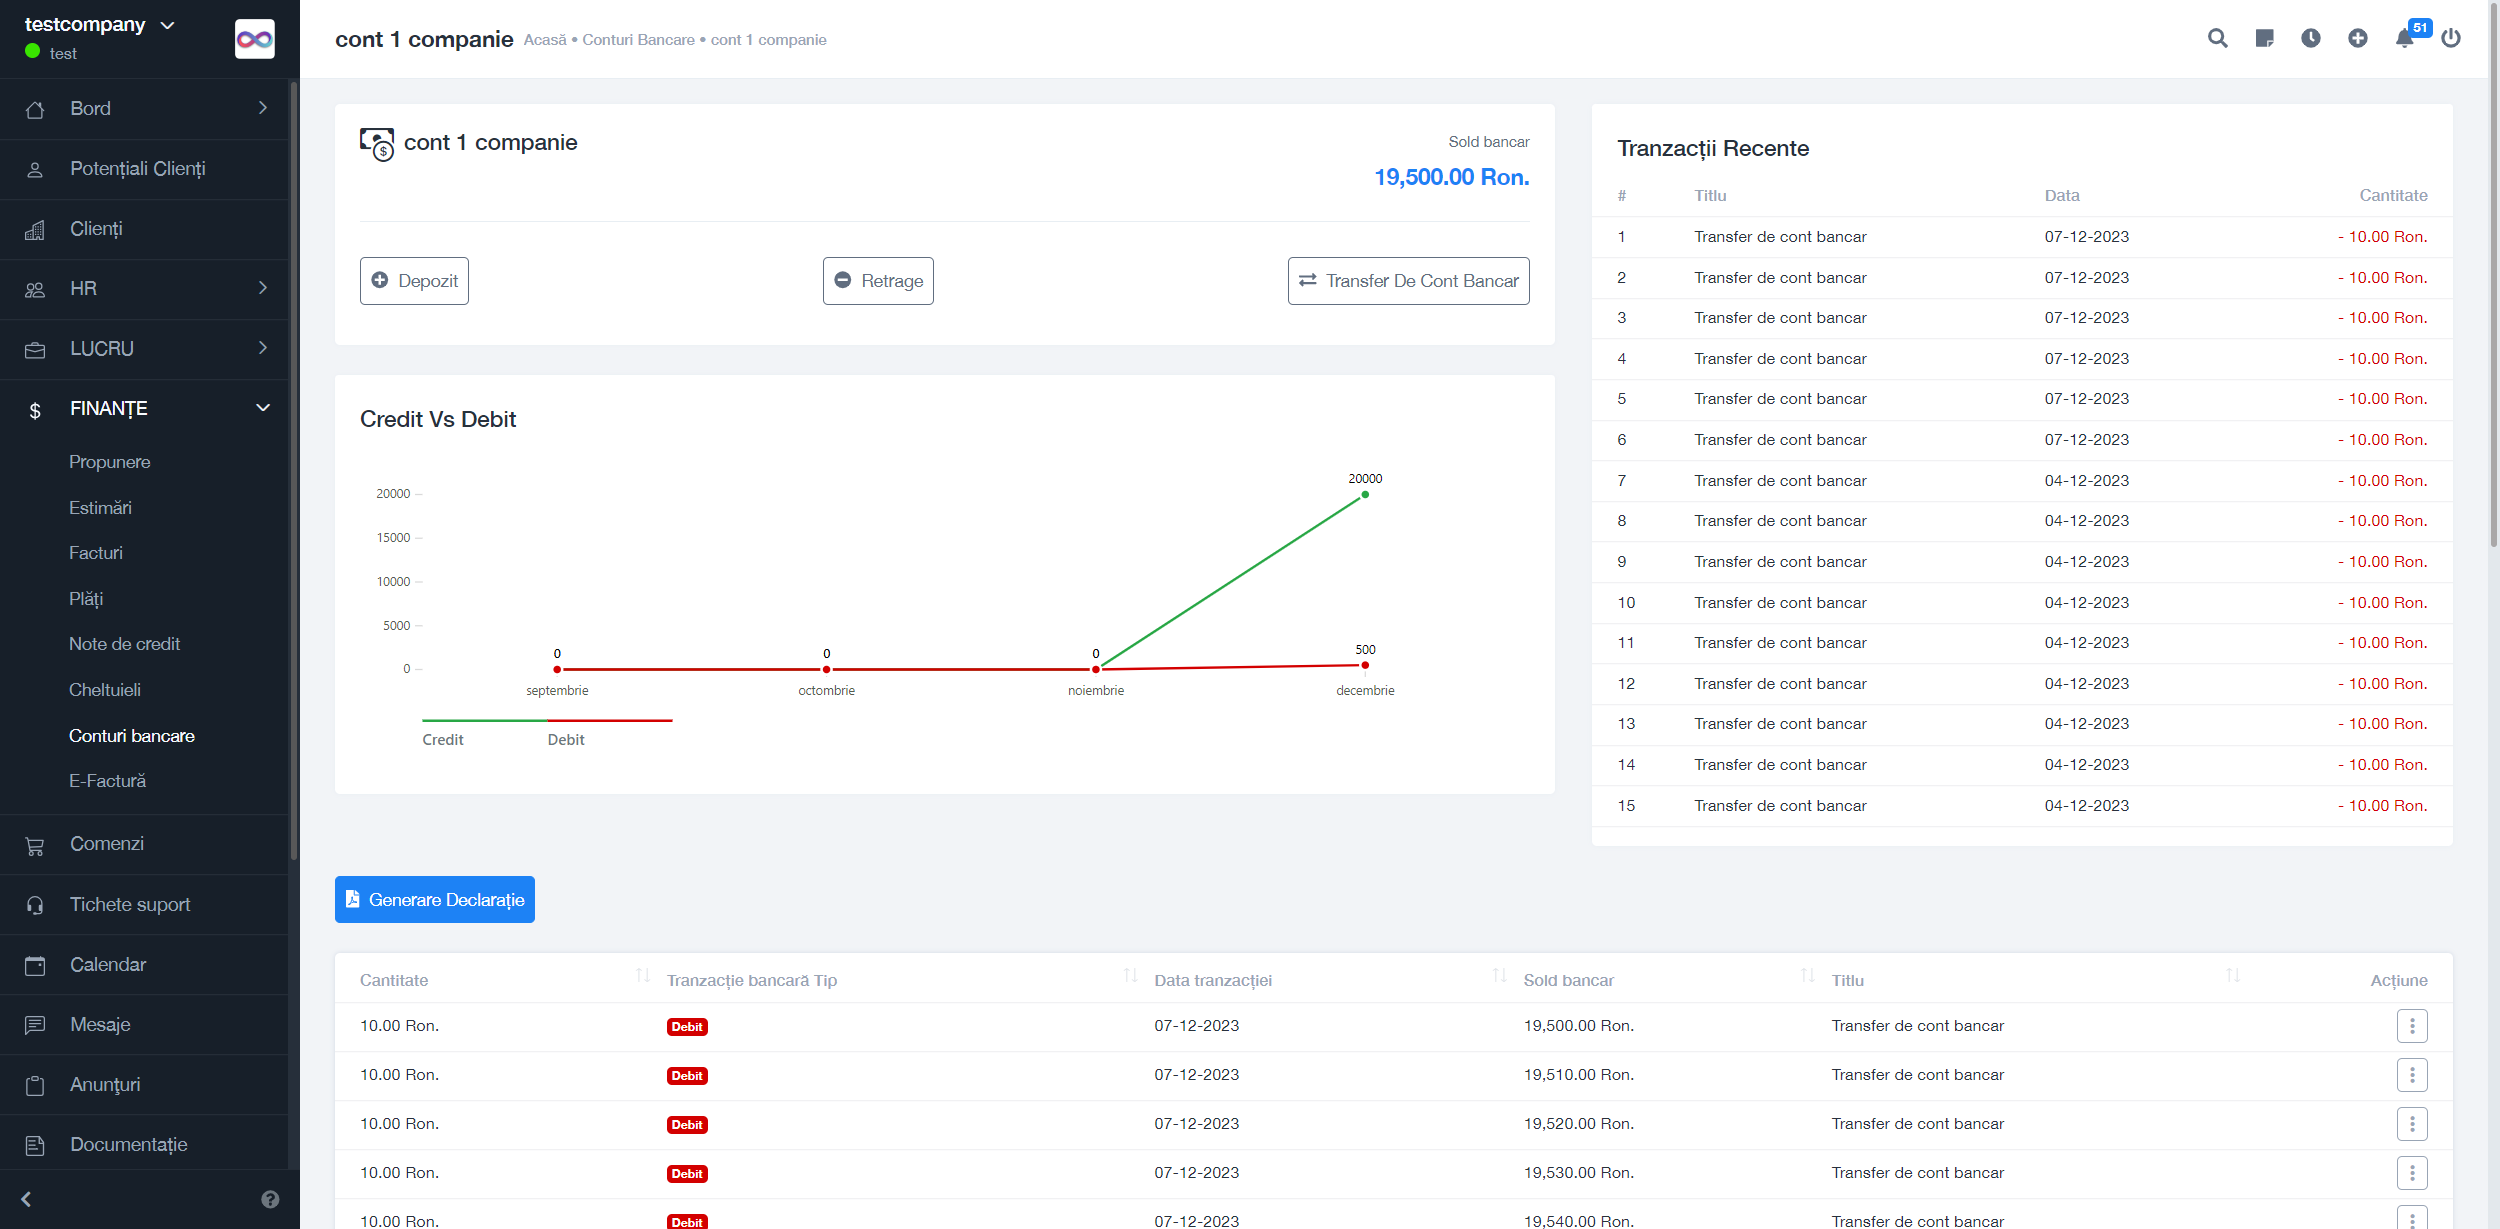 testcompany
test
Bord
Potențiali Clienți
Clienți
HR
LUCRU
FINANȚE
Propunere
Estimări
Facturi
Plăți
Note de credit
Cheltuieli
Conturi bancare
E-Factură
Comenzi
Tichete suport
Calendar
Mesaje
Anunţuri
Documentație
cont 1 companie Acasă • Conturi Bancare • cont 1 companie
51
cont 1 companie
Sold bancar
19,500.00 Ron.
Depozit
Retrage
Transfer De Cont Bancar
Credit Vs Debit
20000
15000
10000
5000
0
0 0 0 500
20000
septembrie octombrie noiembrie decembrie
Credit Debit
Tranzacții Recente
# Titlu Data Cantitate
1 Transfer de cont bancar 07-12-2023 - 10.00 Ron.
2 Transfer de cont bancar 07-12-2023 - 10.00 Ron.
3 Transfer de cont bancar 07-12-2023 - 10.00 Ron.
4 Transfer de cont bancar 07-12-2023 - 10.00 Ron.
5 Transfer de cont bancar 07-12-2023 - 10.00 Ron.
6 Transfer de cont bancar 07-12-2023 - 10.00 Ron.
7 Transfer de cont bancar 04-12-2023 - 10.00 Ron.
8 Transfer de cont bancar 04-12-2023 - 10.00 Ron.
9 Transfer de cont bancar 04-12-2023 - 10.00 Ron.
10 Transfer de cont bancar 04-12-2023 - 10.00 Ron.
11 Transfer de cont bancar 04-12-2023 - 10.00 Ron.
12 Transfer de cont bancar 04-12-2023 - 10.00 Ron.
13 Transfer de cont bancar 04-12-2023 - 10.00 Ron.
14 Transfer de cont bancar 04-12-2023 - 10.00 Ron.
15 Transfer de cont bancar 04-12-2023 - 10.00 Ron.
Generare Declarație
Cantitate Tranzacție bancară Tip Data tranzacției Sold bancar Titlu Acțiune
10.00 Ron. Debit 07-12-2023 19,500.00 Ron. Transfer de cont bancar
10.00 Ron. Debit 07-12-2023 19,510.00 Ron. Transfer de cont bancar
10.00 Ron. Debit 07-12-2023 19,520.00 Ron. Transfer de cont bancar
10.00 Ron. Debit 07-12-2023 19,530.00 Ron. Transfer de cont bancar
10.00 Ron. Debit 07-12-2023 19,540.00 Ron. Transfer de cont bancar